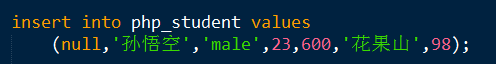 insert into php_student values
(null,'孙悟空','male',23,600,'花果山',98);